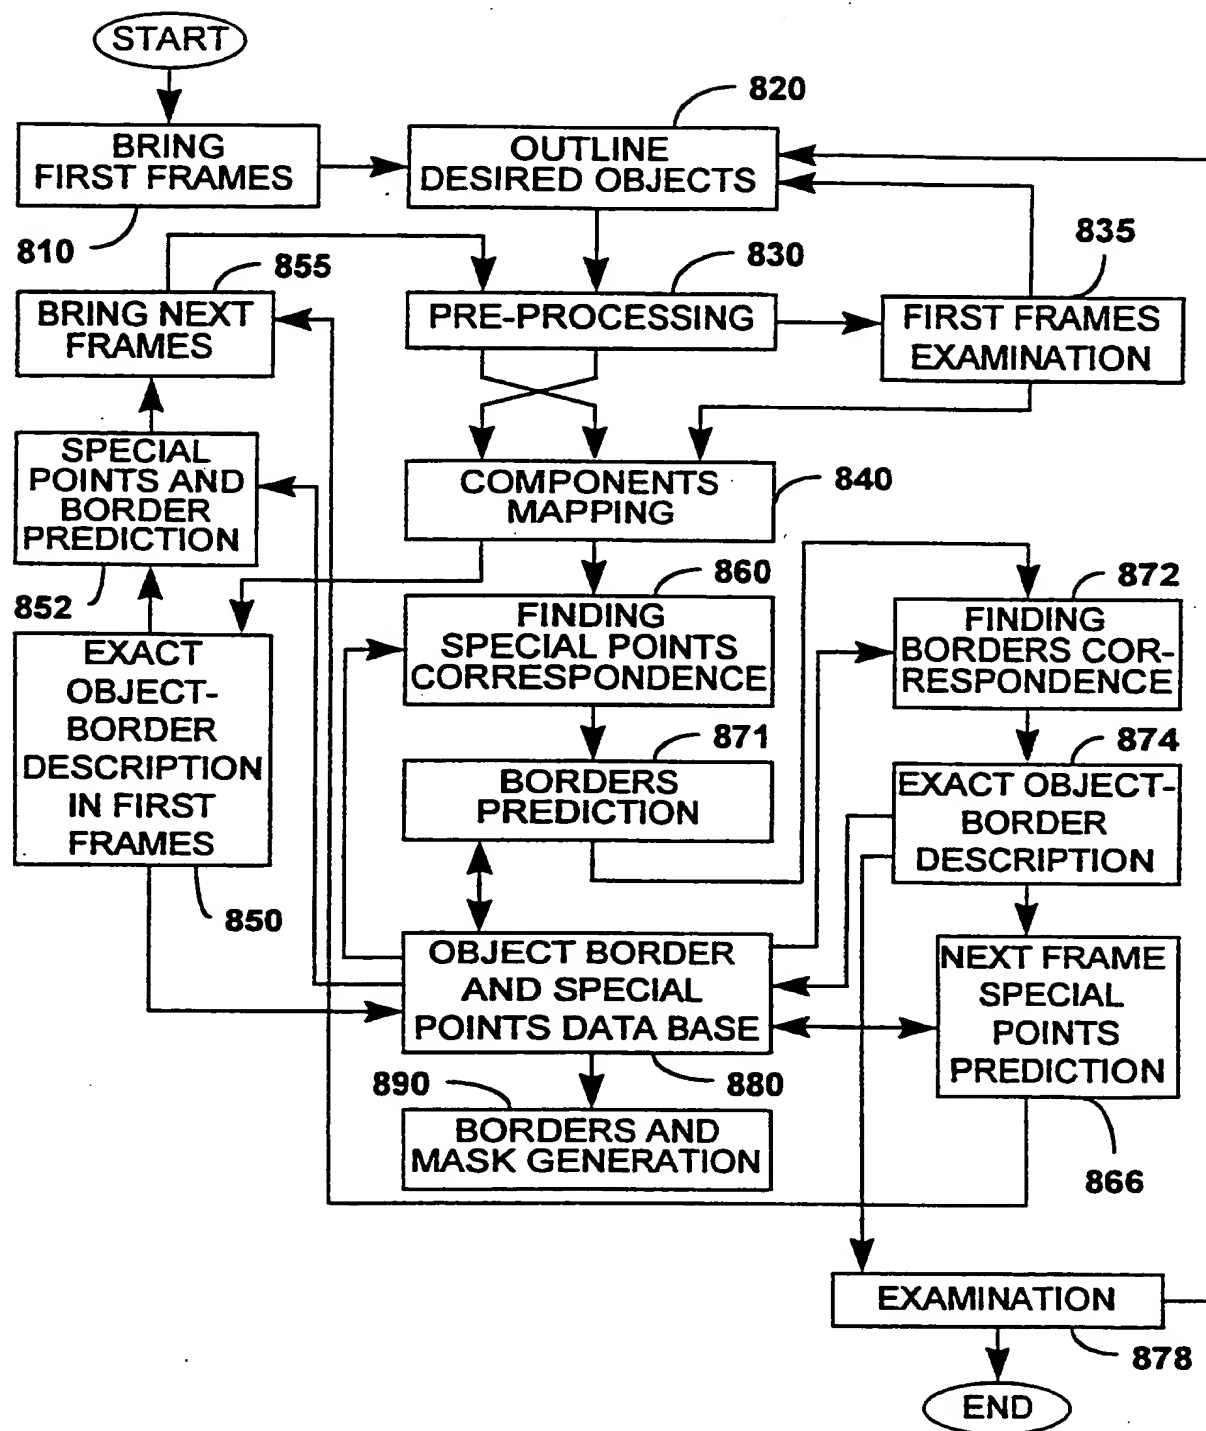 START
820
BRING
FIRST FRAMES
OUTLINE
DESIRED OBJECTS
810
855
830
835
BRING NEXT
FRAMES
PRE-PROCESSING
FIRST FRAMES
EXAMINATION
SPECIAL
POINTS AND
BORDER
PREDICTION
COMPONENTS
MAPPING
840
852
860
872
EXACT
OBJECT-
BORDER
DESCRIPTION
IN FIRST
FRAMES
FINDING
SPECIAL POINTS
CORRESPONDENCE
FINDING
BORDERS COR-
RESPONDENCE
871
874
BORDERS
PREDICTION
EXACT OBJECT-
BORDER
DESCRIPTION
850
OBJECT BORDER
AND SPECIAL
POINTS DATA BASE
NEXT FRAME
SPECIAL
POINTS
PREDICTION
890
880
BORDERS AND
MASK GENERATION
866
EXAMINATION
878
END